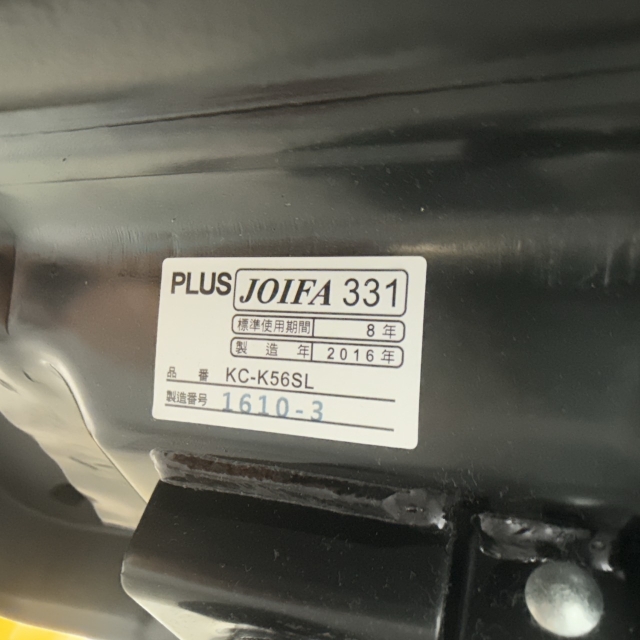 PLUS JOIFA 331
標準使用期間 8年
製造年 2016年
品番 KC-K56SL
製造番号 1610-3